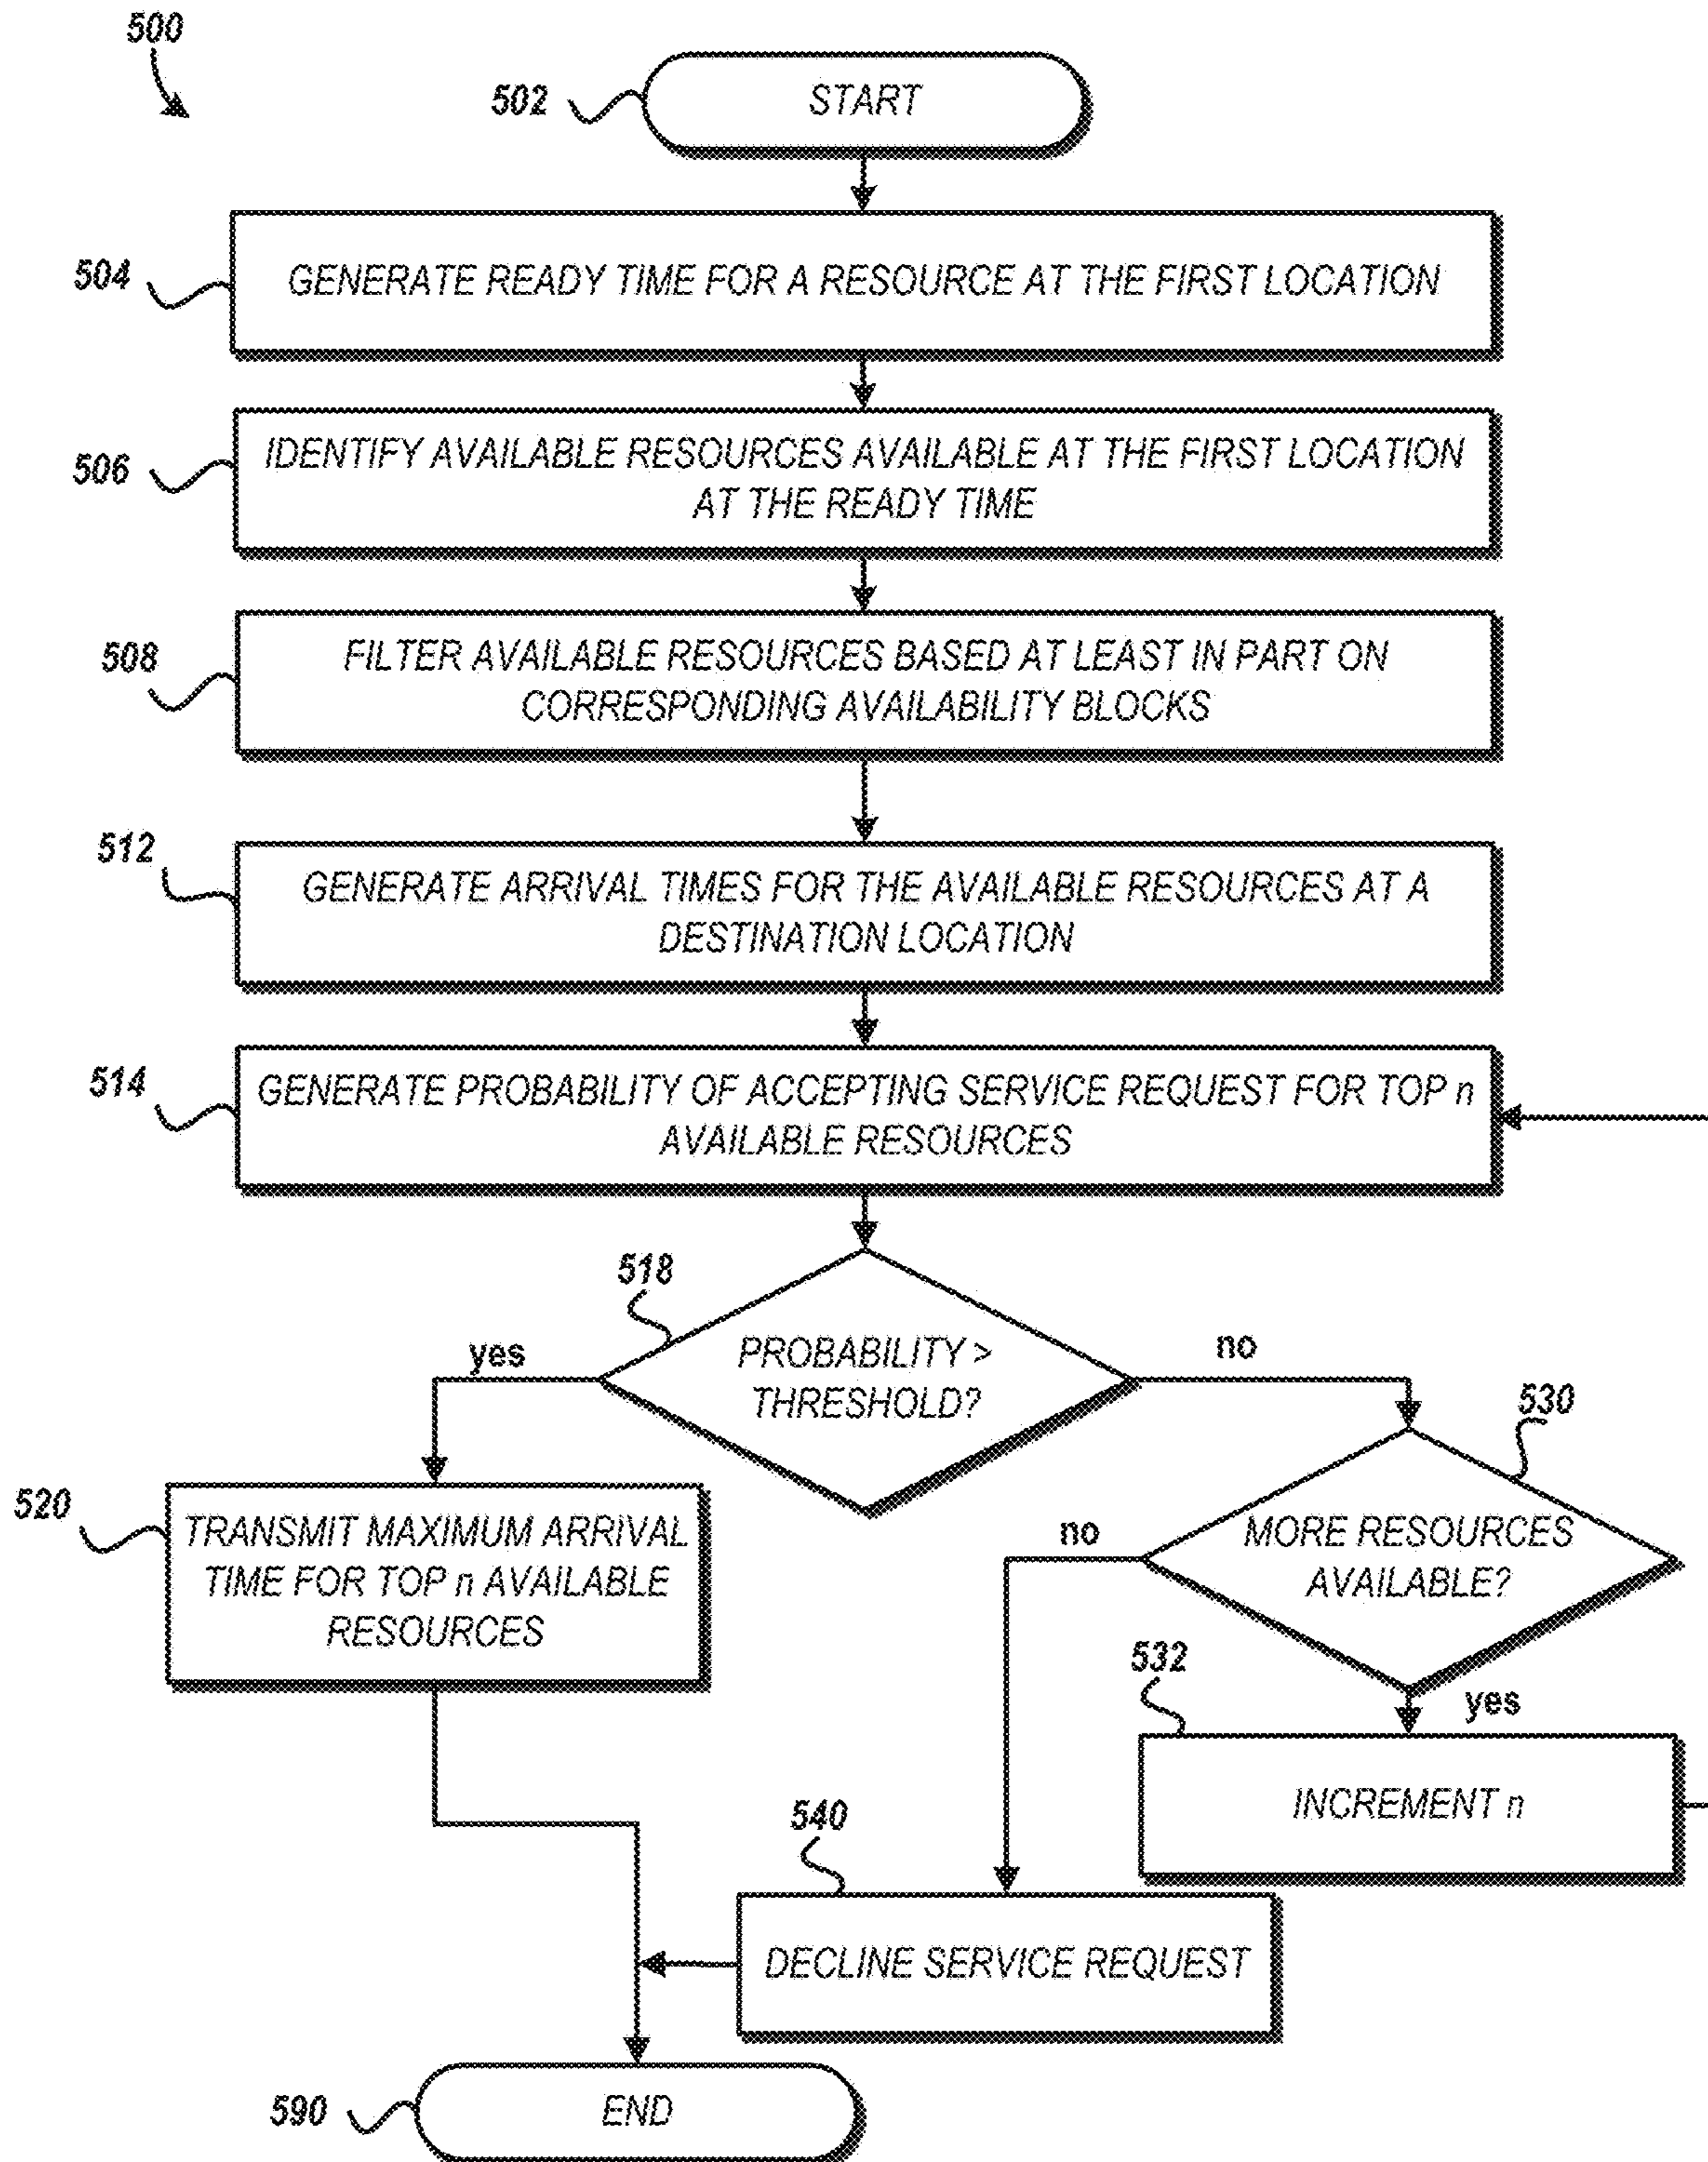 500
502
START
504
GENERATE READY TIME FOR A RESOURCE AT THE FIRST LOCATION
506
IDENTIFY AVAILABLE RESOURCES AVAILABLE AT THE FIRST LOCATION
AT THE READY TIME
508
FILTER AVAILABLE RESOURCES BASED AT LEAST IN PART ON
CORRESPONDING AVAILABILITY BLOCKS
512
GENERATE ARRIVAL TIMES FOR THE AVAILABLE RESOURCES AT A
DESTINATION LOCATION
514
GENERATE PROBABILITY OF ACCEPTING SERVICE REQUEST FOR TOP n
AVAILABLE RESOURCES
518
yes
PROBABILITY >
THRESHOLD?
no
530
520
TRANSMIT MAXIMUM ARRIVAL
TIME FOR TOP n AVAILABLE
RESOURCES
no
MORE RESOURCES
AVAILABLE?
532
yes
INCREMENT n
540
DECLINE SERVICE REQUEST
590
END